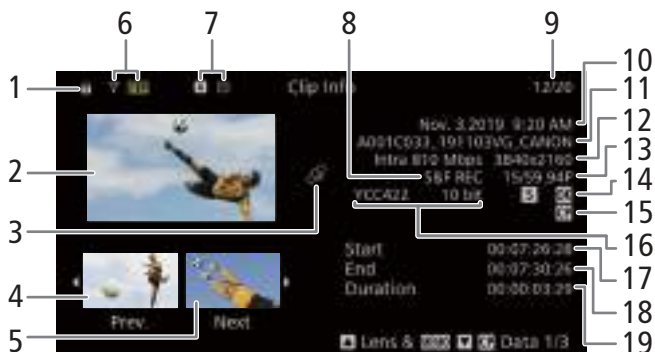 6 7 8 9
1 Clip Info 12/20 10
11
Nov. 3,2019 9:20 AM 12
A001C033_191103VG_CANON
Intra 810 Mbps 3840x2160 13
2 S&F REC 15/59.94P 14
YCC422 10 bit S
3 15
16
Start 00:07:26:28 17
4 End 00:07:30:26 18
Duration 00:00:03:29
5 Prev. Next
Lens & Data 1/3 19